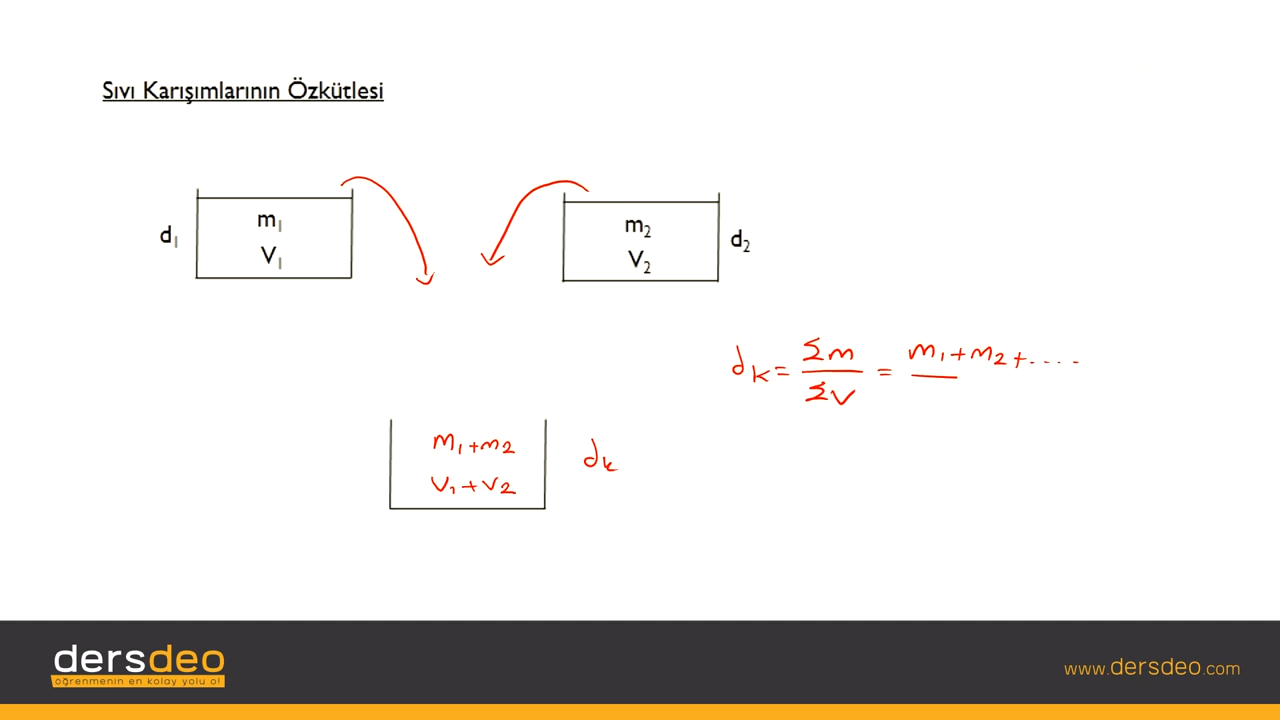 Sıvı Karışımlarının Özkütlesi
d₁
m₁
V₁
m₂
V₂
d₂
dₖ = Σm / Σv = m₁+m₂+....
m₁+m₂
v₁+v₂
dₖ
dersdeo
öğrenmenin en kolay yolu o!
www.dersdeo.com